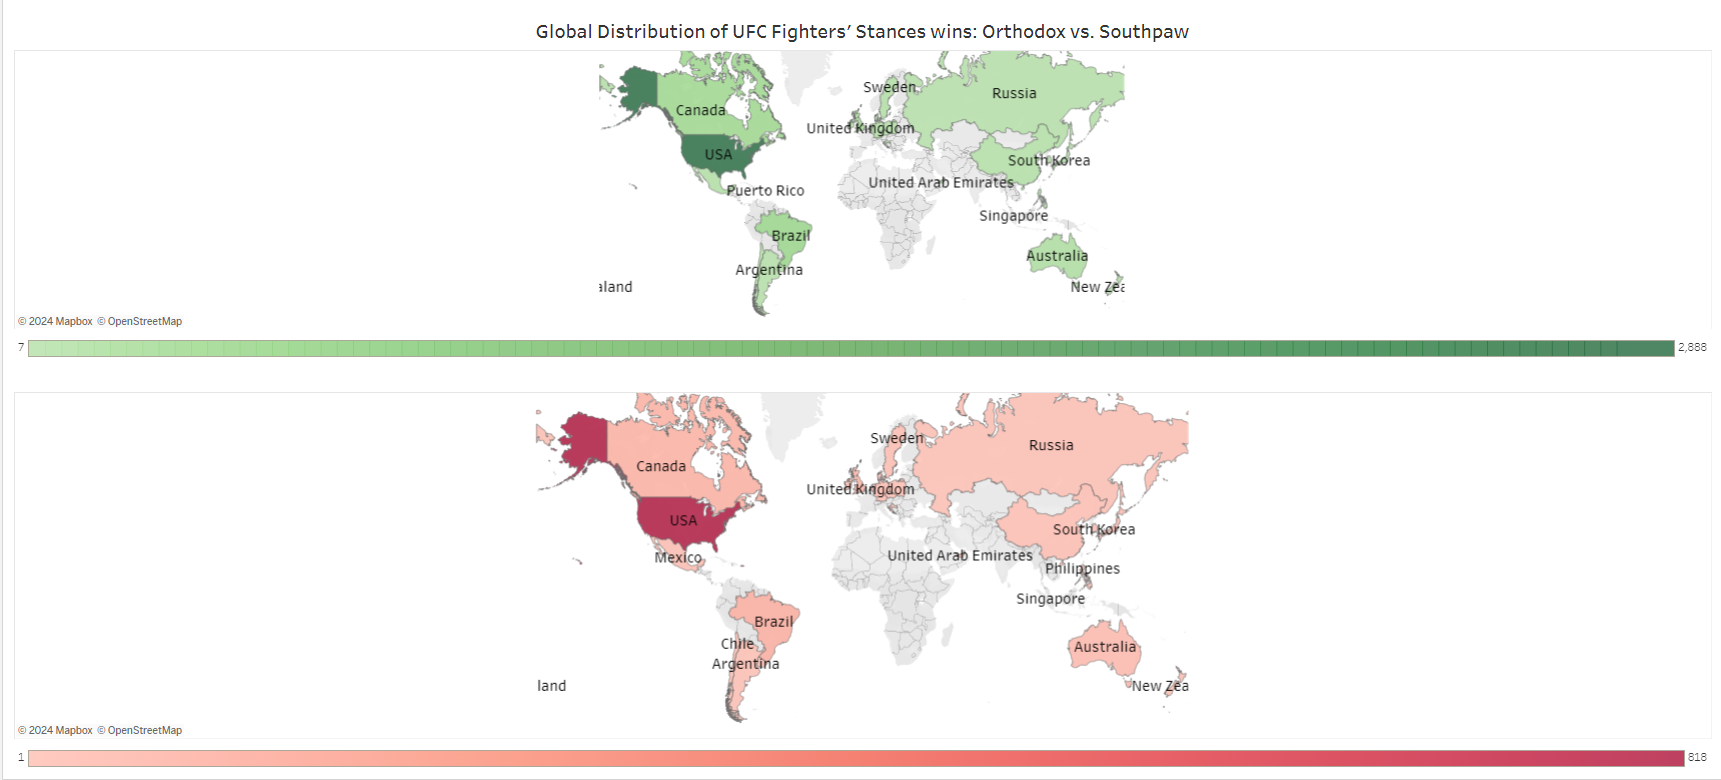 Global Distribution of UFC Fighters’ Stances wins: Orthodox vs. Southpaw
Sweden
Russia
Canada
United Kingdom
USA
South Korea
United Arab Emirates
Puerto Rico
Singapore
Brazil
Australia
Argentina
aland
New Zea
© 2024 Mapbox © OpenStreetMap
7
2,888
Sweden
Russia
Canada
United Kingdom
USA
South Korea
Mexico
United Arab Emirates
Philippines
Singapore
Brazil
Chile
Australia
Argentina
land
New Zea
© 2024 Mapbox © OpenStreetMap
1
818